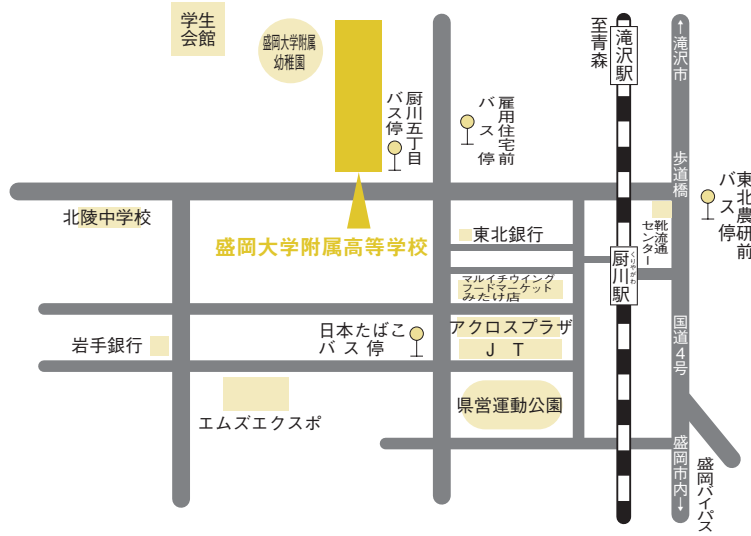 学生
会館
盛岡大学附属
幼稚園
厨川五丁目
バス停
雇用住宅前
バス停
至青森
滝沢駅
←滝沢市
歩道橋
東北農研前
バス停
北陵中学校
盛岡大学附属高等学校
東北銀行
靴流通
センター
くりやがわ
厨川駅
マルイチウイング
フードマーケット
みたけ店
日本たばこ
バス停
アクロスプラザ
JT
岩手銀行
国道4号
エムズエクスポ
県営運動公園
盛岡市内→
盛岡バイパス